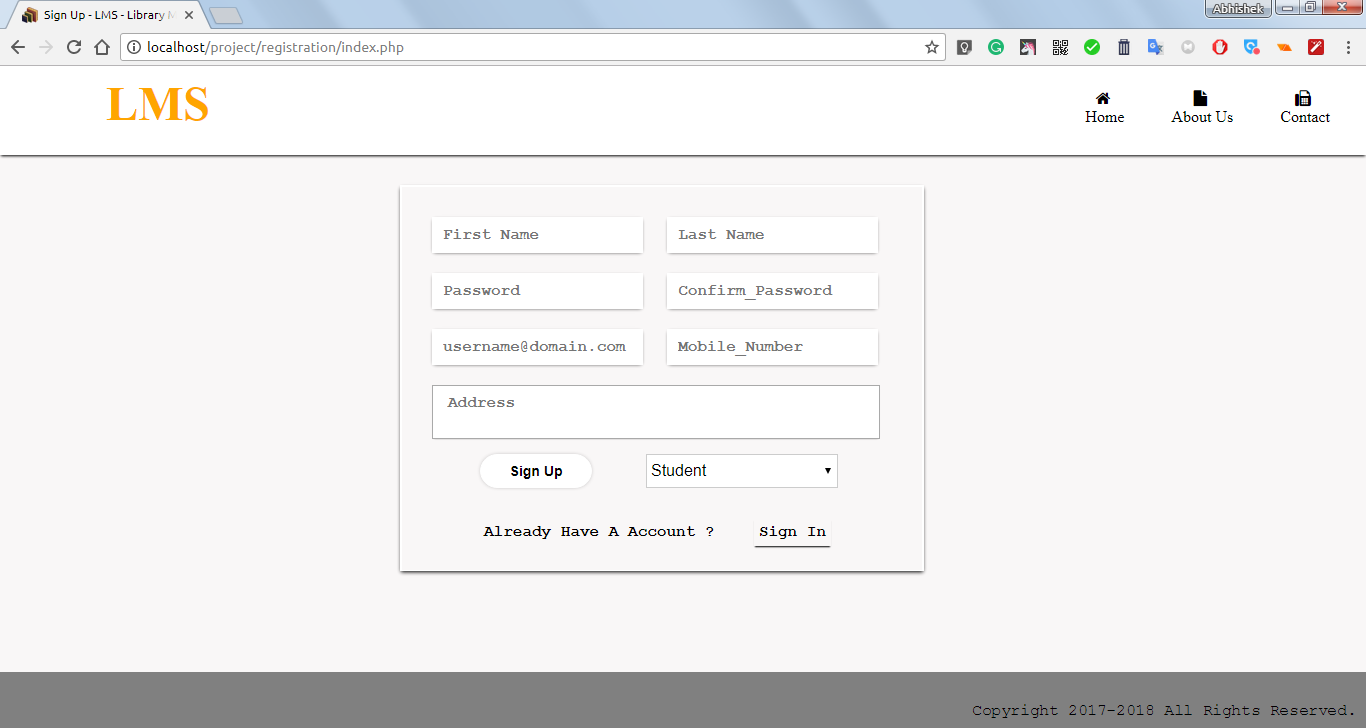 Abhishek
Sign Up - LMS - Library M
localhost/project/registration/index.php
LMS
Home About Us Contact
First Name Last Name
Password Confirm_Password
username@domain.com Mobile_Number
Address
Sign Up Student
Already Have A Account ? Sign In
Copyright 2017-2018 All Rights Reserved.